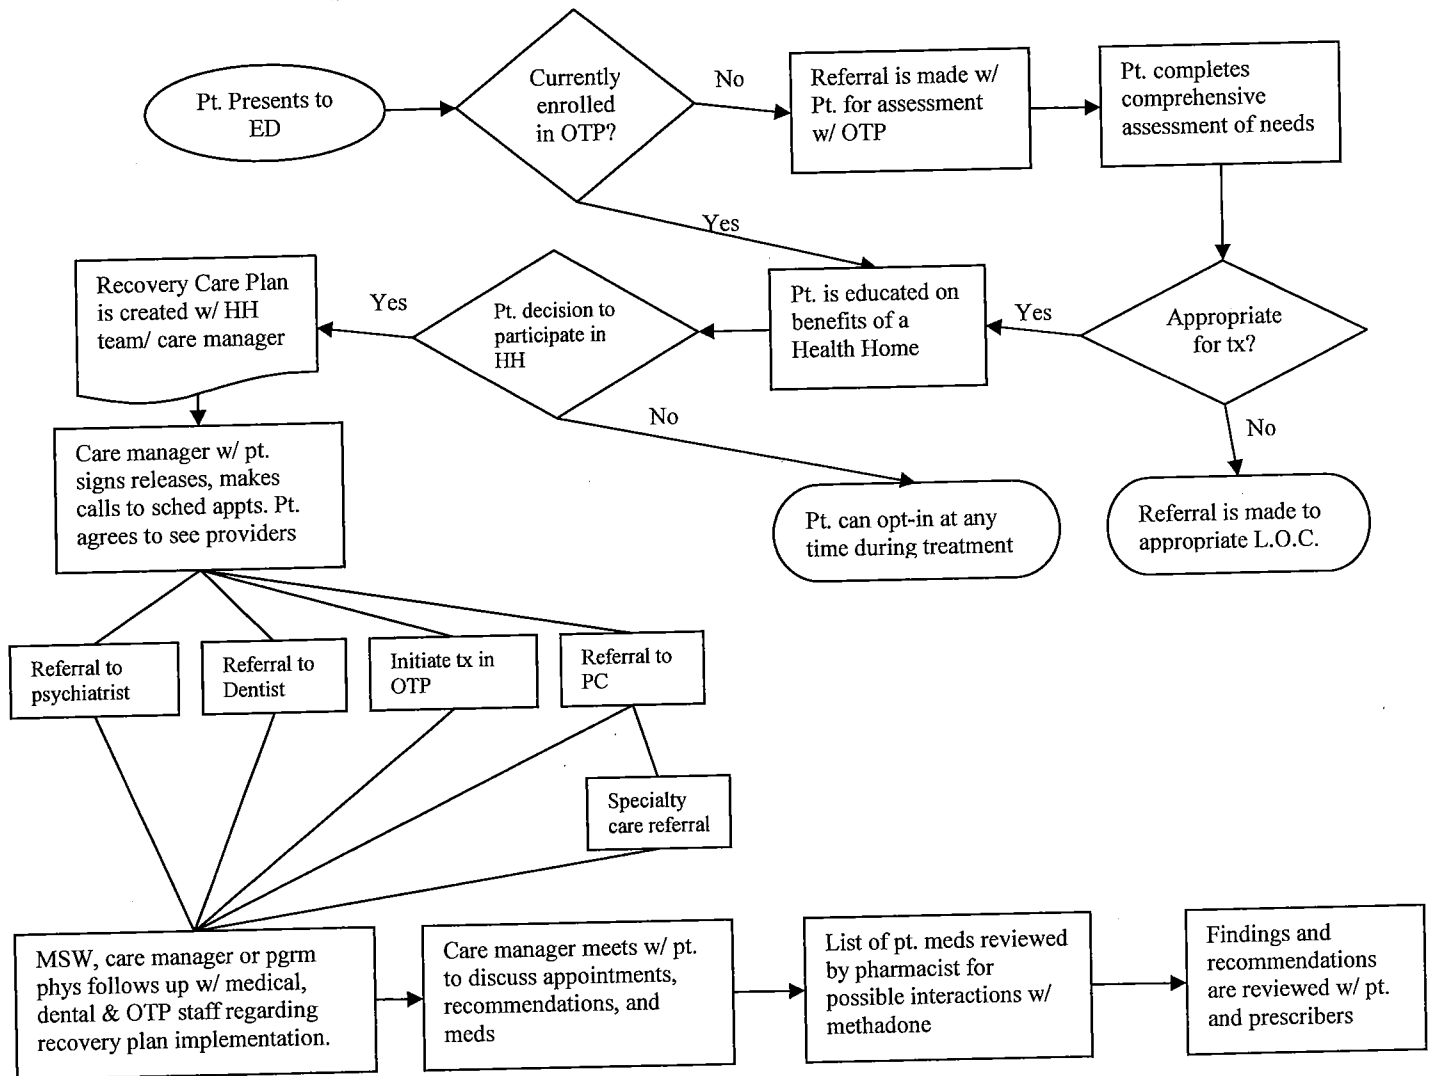 Pt. Presents to
ED
Currently
enrolled
in OTP?
No
Referral is made w/
Pt. for assessment
w/ OTP
Pt. completes
comprehensive
assessment of needs
Yes
Recovery Care Plan
is created w/ HH
team/ care manager
Yes
Pt. decision to
participate in
HH
Pt. is educated on
benefits of a
Health Home
Yes
Appropriate
for tx?
No
No
Care manager w/ pt.
signs releases, makes
calls to sched appts. Pt.
agrees to see providers
Pt. can opt-in at any
time during treatment
Referral is made to
appropriate L.O.C.
Referral to
psychiatrist
Referral to
Dentist
Initiate tx in
OTP
Referral to
PC
Specialty
care referral
MSW, care manager or pgrm
phys follows up w/ medical,
dental & OTP staff regarding
recovery plan implementation.
Care manager meets w/ pt.
to discuss appointments,
recommendations, and
meds
List of pt. meds reviewed
by pharmacist for
possible interactions w/
methadone
Findings and
recommendations
are reviewed w/ pt.
and prescribers